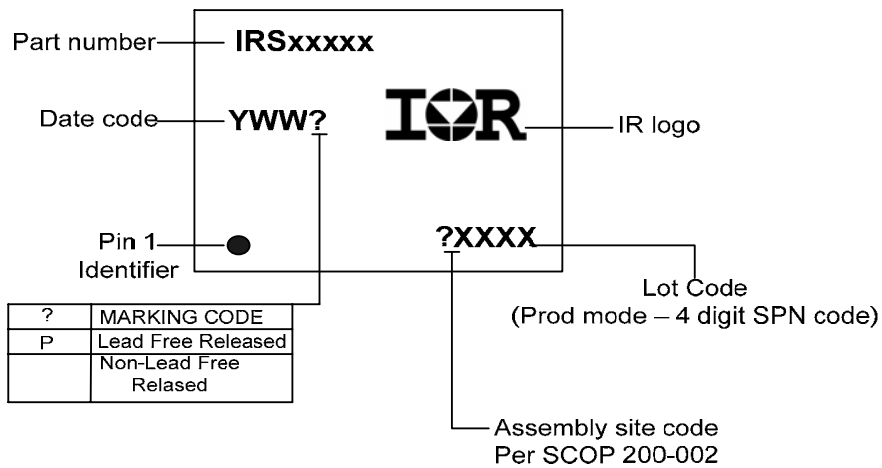 Part number
IRSxxxxx
Date code
YWW?
IOR
IR logo
Pin 1
Identifier
?XXXX
Lot Code
(Prod mode – 4 digit SPN code)
? MARKING CODE
P Lead Free Released
Non-Lead Free
Relased
Assembly site code
Per SCOP 200-002